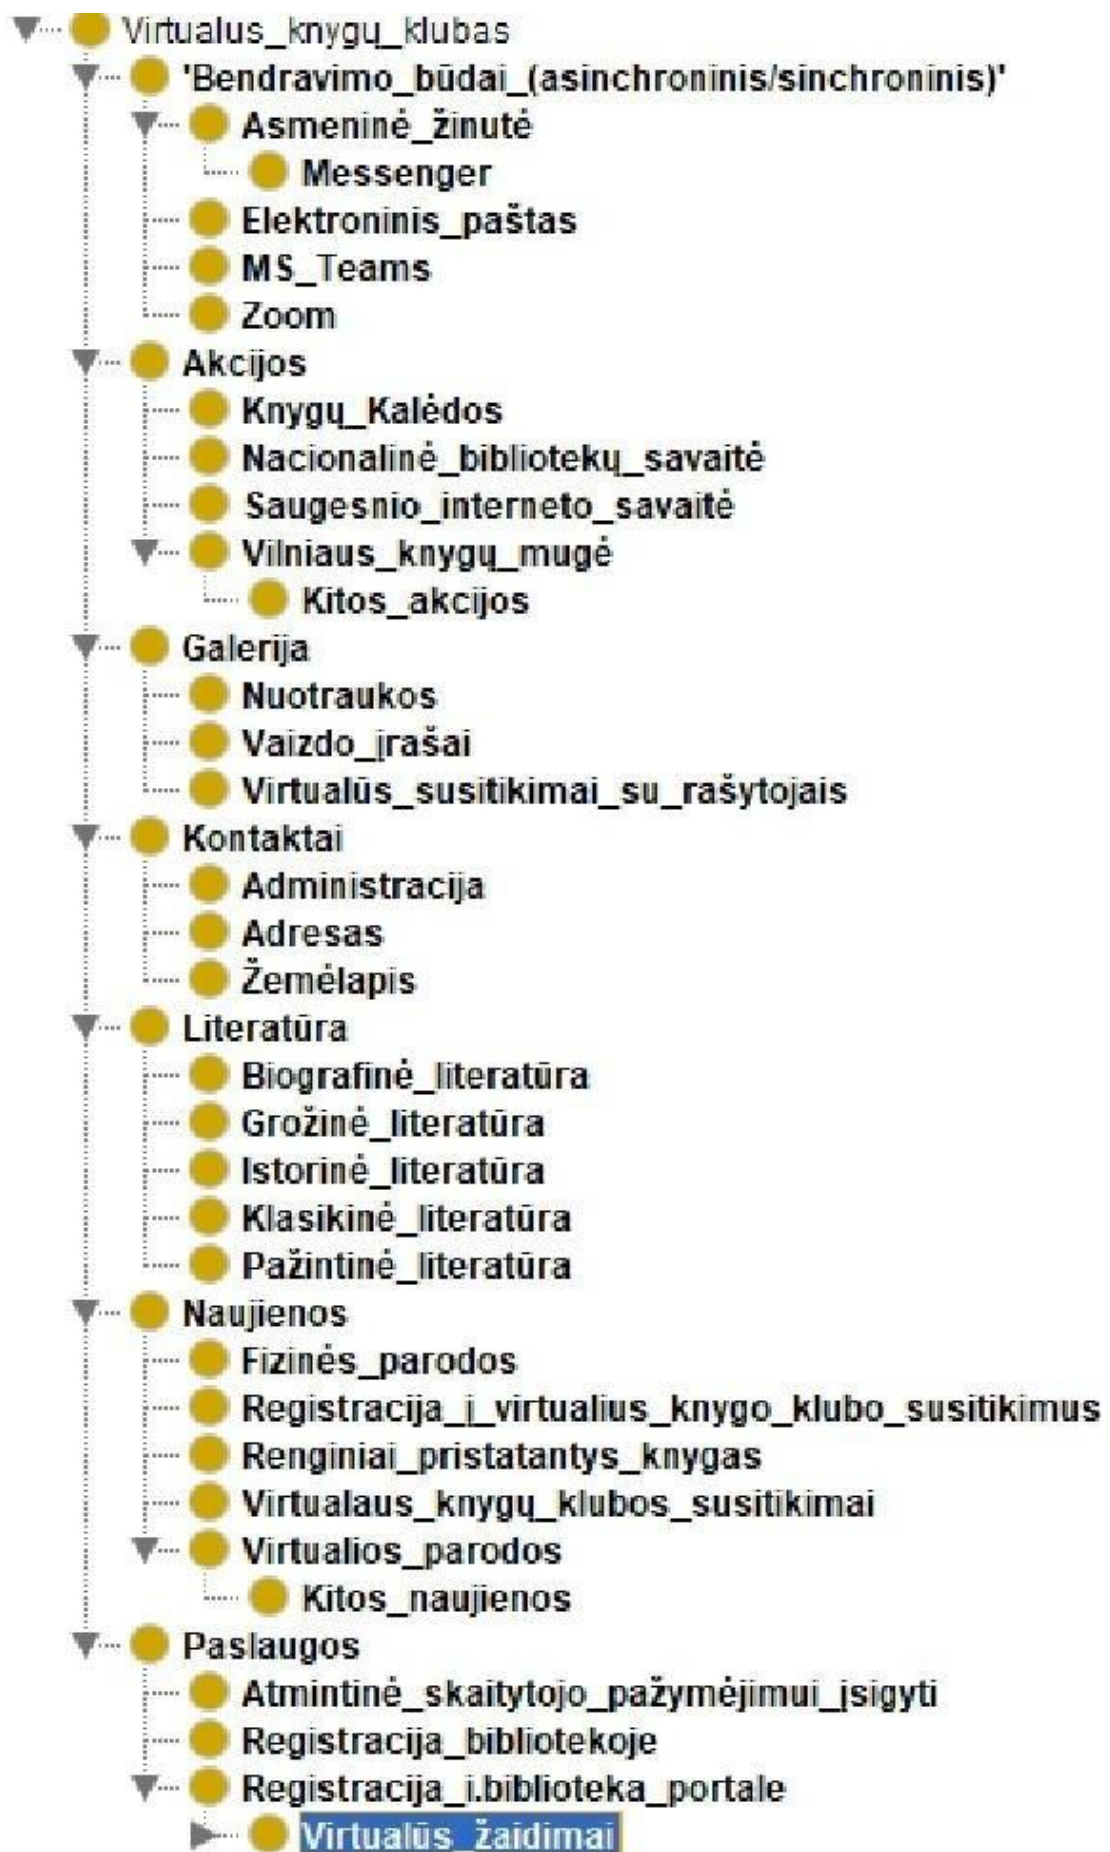 Virtualus_knygų_klubas
'Bendravimo_būdai_(asinchroninis/sinchroninis)'
Asmeninė_žinutė
Messenger
Elektroninis_paštas
MS_Teams
Zoom
Akcijos
Knygų_Kalėdos
Nacionalinė_bibliotekų_savaitė
Saugesnio_interneto_savaitė
Vilniaus_knygų_mugė
Kitos_akcijos
Galerija
Nuotraukos
Vaizdo_įrašai
Virtualūs_susitikimai_su_rašytojais
Kontaktai
Administracija
Adresas
Žemėlapis
Literatūra
Biografinė_literatūra
Grožinė_literatūra
Istorinė_literatūra
Klasikinė_literatūra
Pažintinė_literatūra
Naujienos
Fizinės_parodos
Registracija_į_virtualius_knygo_klubo_susitikimus
Renginiai_pristatantys_knygas
Virtualaus_knygų_klubos_susitikimai
Virtualios_parodos
Kitos_naujienos
Paslaugos
Atmintinė_skaitytojo_pažymėjimui_įsigyti
Registracija_bibliotekoje
Registracija_i.biblioteka_portale
Virtualūs_žaidimai